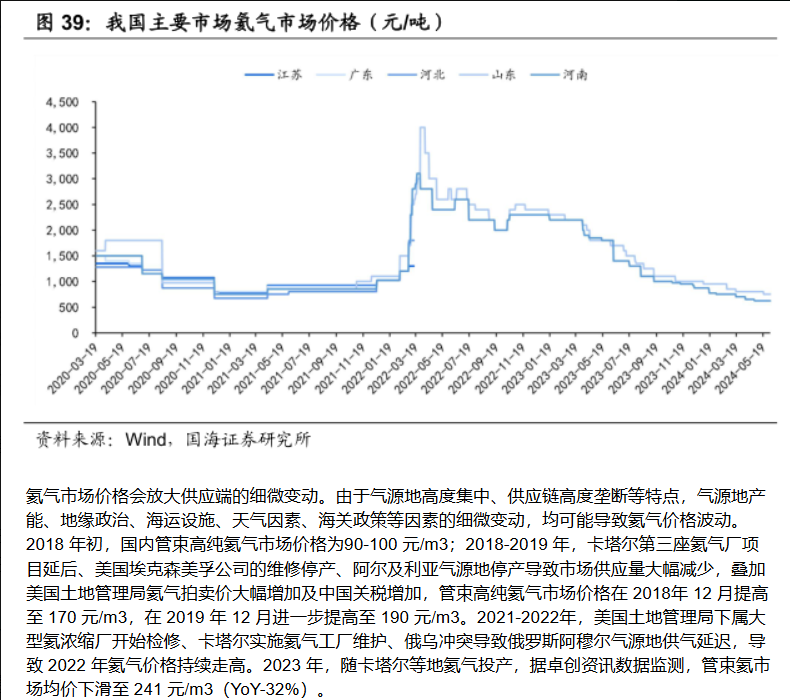 图 39：我国主要市场氦气市场价格（元/吨）
江苏 广东 河北 山东 河南
4,500
4,000
3,500
3,000
2,500
2,000
1,500
1,000
500
0
2020-03-19 2020-05-19 2020-07-19 2020-09-19 2020-11-19 2021-01-19 2021-03-19 2021-05-19 2021-07-19 2021-09-19 2021-11-19 2022-01-19 2022-03-19 2022-05-19 2022-07-19 2022-09-19 2022-11-19 2023-01-19 2023-03-19 2023-05-19 2023-07-19 2023-09-19 2023-11-19 2024-01-19 2024-03-19 2024-05-19
资料来源：Wind，国海证券研究所
氦气市场价格会放大供应端的细微变动。由于气源地高度集中、供应链高度垄断等特点，气源地产
能、地缘政治、海运设施、天气因素、海关政策等因素的细微变动，均可能导致氦气价格波动。
2018 年初，国内管束高纯氦气市场价格为90-100 元/m3；2018-2019 年，卡塔尔第三座氦气厂项
目延后、美国埃克森美孚公司的维修停产、阿尔及利亚气源地停产导致市场供应量大幅减少，叠加
美国土地管理局氦气拍卖价大幅增加及中国关税增加，管束高纯氦气市场价格在 2018年 12 月提高
至 170 元/m3，在 2019 年 12 月进一步提高至 190 元/m3。2021-2022年，美国土地管理局下属大
型氦浓缩厂开始检修、卡塔尔实施氦气工厂维护、俄乌冲突导致俄罗斯阿穆尔气源地供气延迟，导
致 2022 年氦气价格持续走高。2023 年，随卡塔尔等地氦气投产，据卓创资讯数据监测，管束氦市
场均价下滑至 241 元/m3（YoY-32%）。